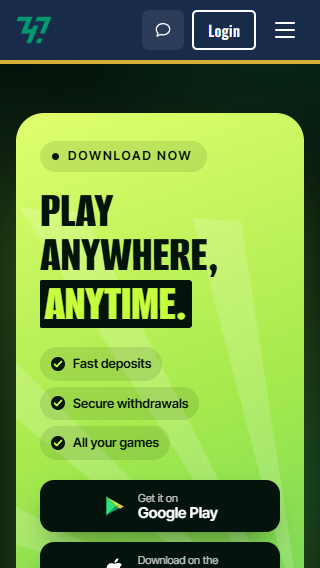 Login
DOWNLOAD NOW
PLAY
ANYWHERE,
ANYTIME.
Fast deposits
Secure withdrawals
All your games
Get it on
Google Play
Download on the